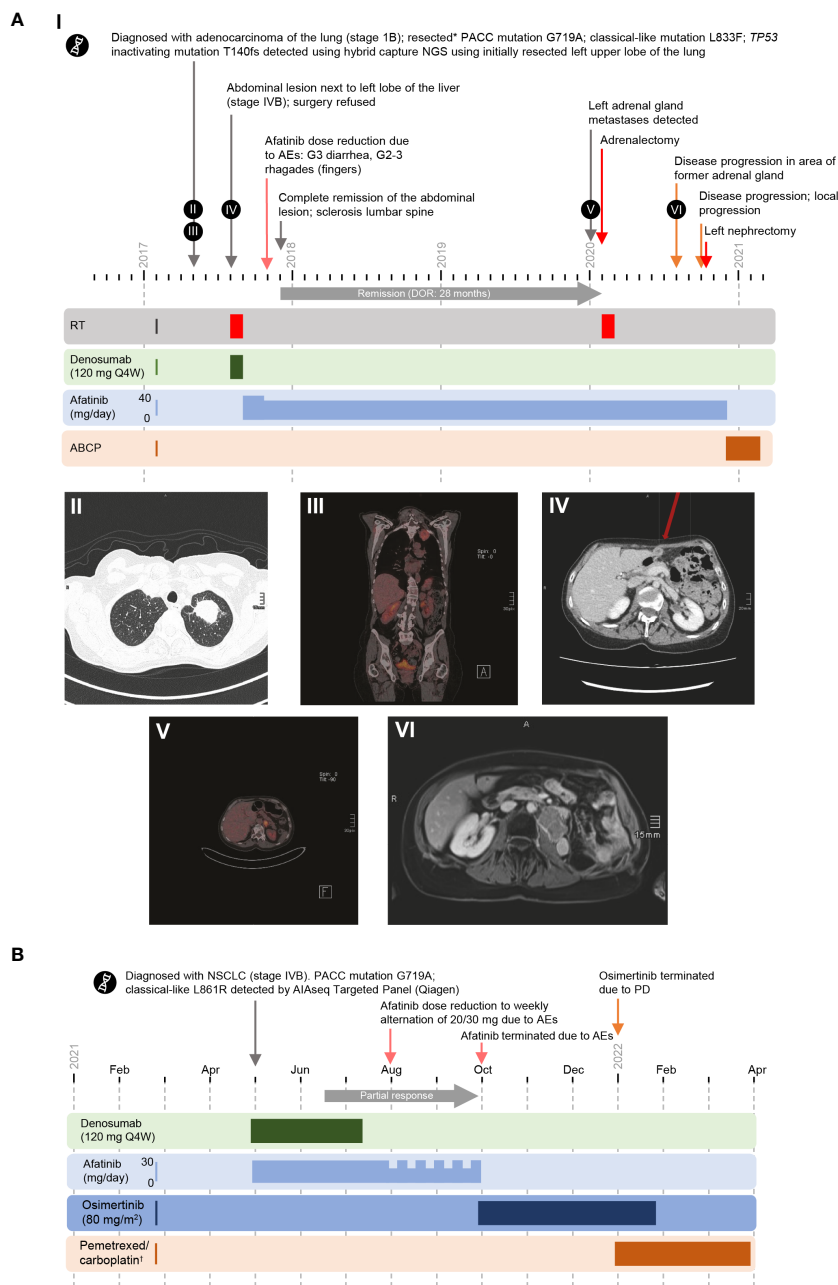 A
I
Diagnosed with adenocarcinoma of the lung (stage 1B); resected* PACC mutation G719A; classical-like mutation L833F; TP53
inactivating mutation T140fs detected using hybrid capture NGS using initially resected left upper lobe of the lung
Abdominal lesion next to left lobe of the liver
(stage IVB); surgery refused
Left adrenal gland
metastases detected
Afatinib dose reduction due
to AEs: G3 diarrhea, G2-3
rhagades (fingers)
Adrenalectomy
Disease progression in area of
former adrenal gland
Complete remission of the abdominal
lesion; sclerosis lumbar spine
Disease progression; local
progression
Left nephrectomy
II
III
IV
V
VI
2017
2018
2019
2020
2021
Remission (DOR: 28 months)
RT
Denosumab
(120 mg Q4W)
Afatinib
(mg/day)
40
0
ABCP
II
III
Spin: 0
Tilt: -0
A
IV
V
Spin: 0
Tilt: -90
F
VI
A
R
15mm
B
Diagnosed with NSCLC (stage IVB). PACC mutation G719A;
classical-like L861R detected by AIAseq Targeted Panel (Qiagen)
Osimertinib terminated
due to PD
Afatinib dose reduction to weekly
alternation of 20/30 mg due to AEs
Afatinib terminated due to AEs
2021
Feb
Apr
Jun
Aug
Oct
Dec
2022
Feb
Apr
Partial response
Denosumab
(120 mg Q4W)
Afatinib
(mg/day)
30
0
Osimertinib
(80 mg/m²)
Pemetrexed/
carboplatin†